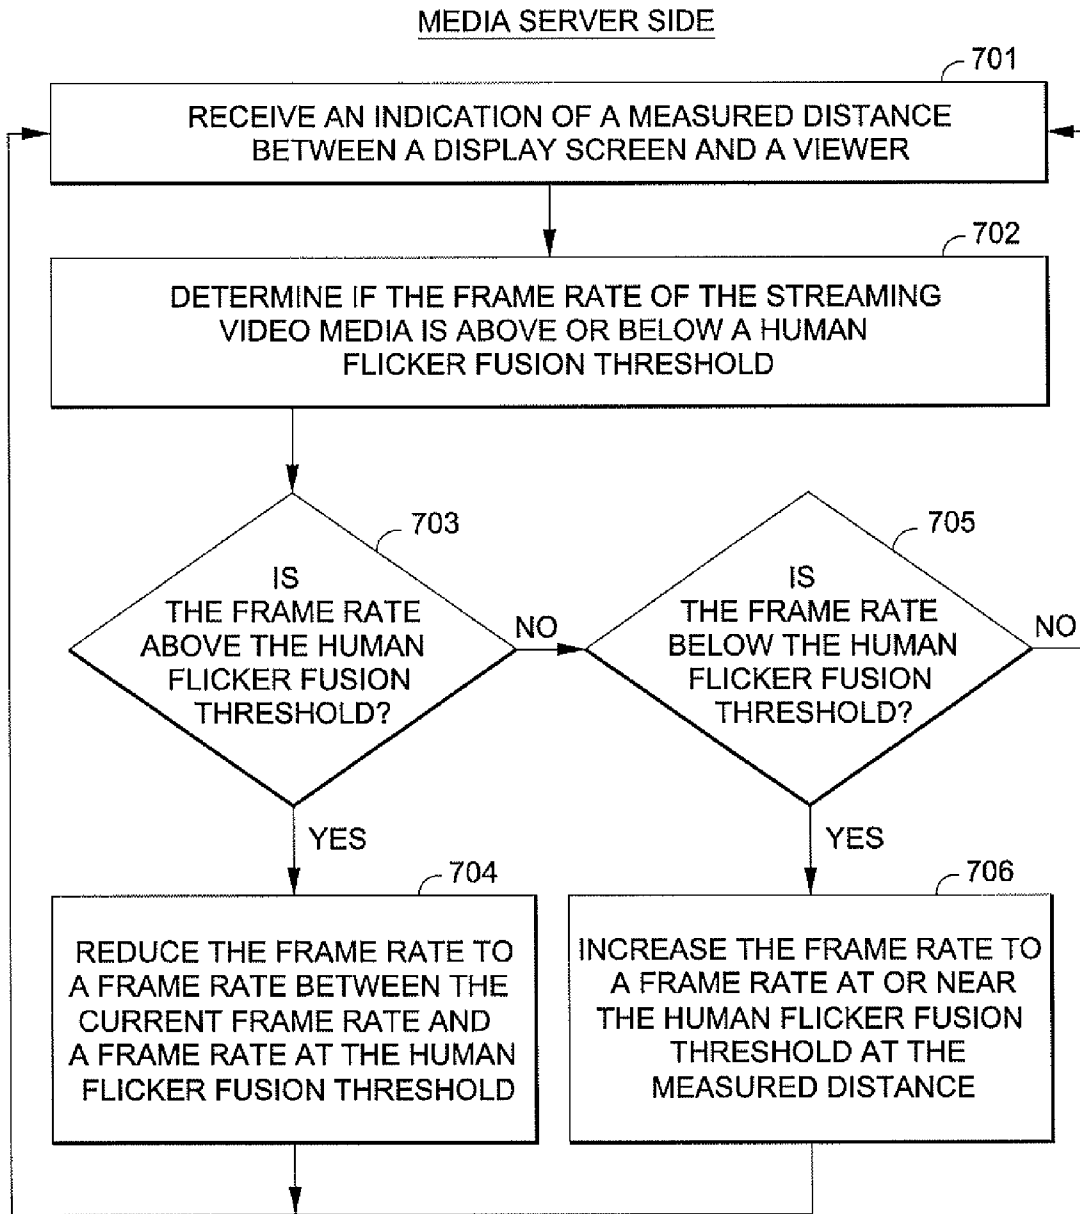 MEDIA SERVER SIDE
701
RECEIVE AN INDICATION OF A MEASURED DISTANCE
BETWEEN A DISPLAY SCREEN AND A VIEWER
702
DETERMINE IF THE FRAME RATE OF THE STREAMING
VIDEO MEDIA IS ABOVE OR BELOW A HUMAN
FLICKER FUSION THRESHOLD
703
IS
THE FRAME RATE
ABOVE THE HUMAN
FLICKER FUSION
THRESHOLD?
NO
705
IS
THE FRAME RATE
BELOW THE HUMAN
FLICKER FUSION
THRESHOLD?
NO
YES
704
REDUCE THE FRAME RATE TO
A FRAME RATE BETWEEN THE
CURRENT FRAME RATE AND
A FRAME RATE AT THE HUMAN
FLICKER FUSION THRESHOLD
YES
706
INCREASE THE FRAME RATE TO
A FRAME RATE AT OR NEAR
THE HUMAN FLICKER FUSION
THRESHOLD AT THE
MEASURED DISTANCE